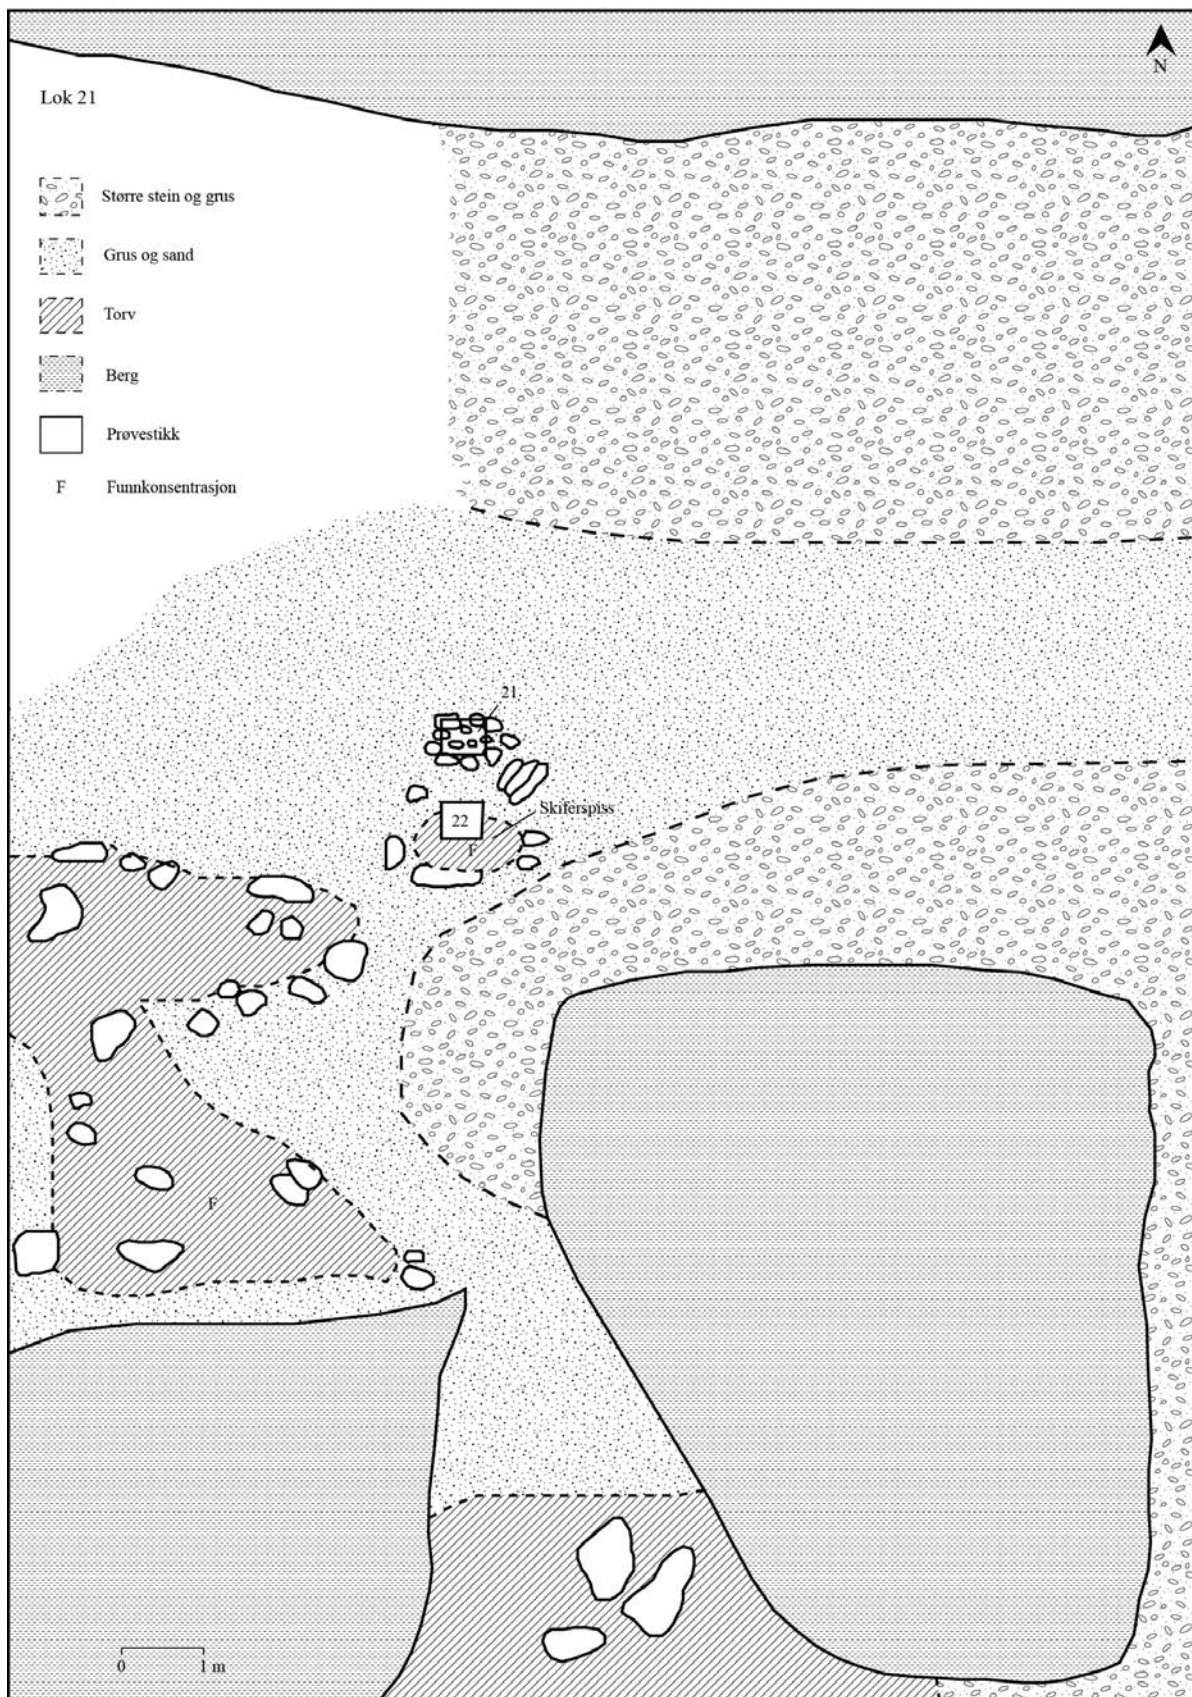 N
Lok 21
Større stein og grus
Grus og sand
Torv
Berg
Prøvestikk
F Funnkonsentrasjon
21
Skiferspiss
22
F
F
0 1 m